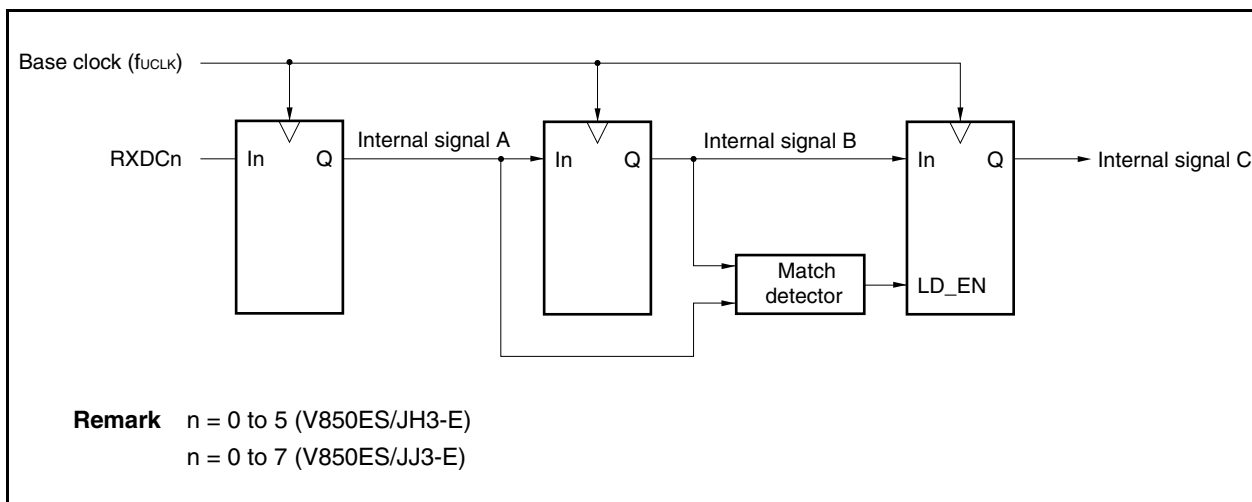 Base clock (fUCLK)
RXDCn
In
Q
Internal signal A
In
Q
Internal signal B
In
Q
Internal signal C
Match
detector
LD_EN
Remark n = 0 to 5 (V850ES/JH3-E)
n = 0 to 7 (V850ES/JJ3-E)